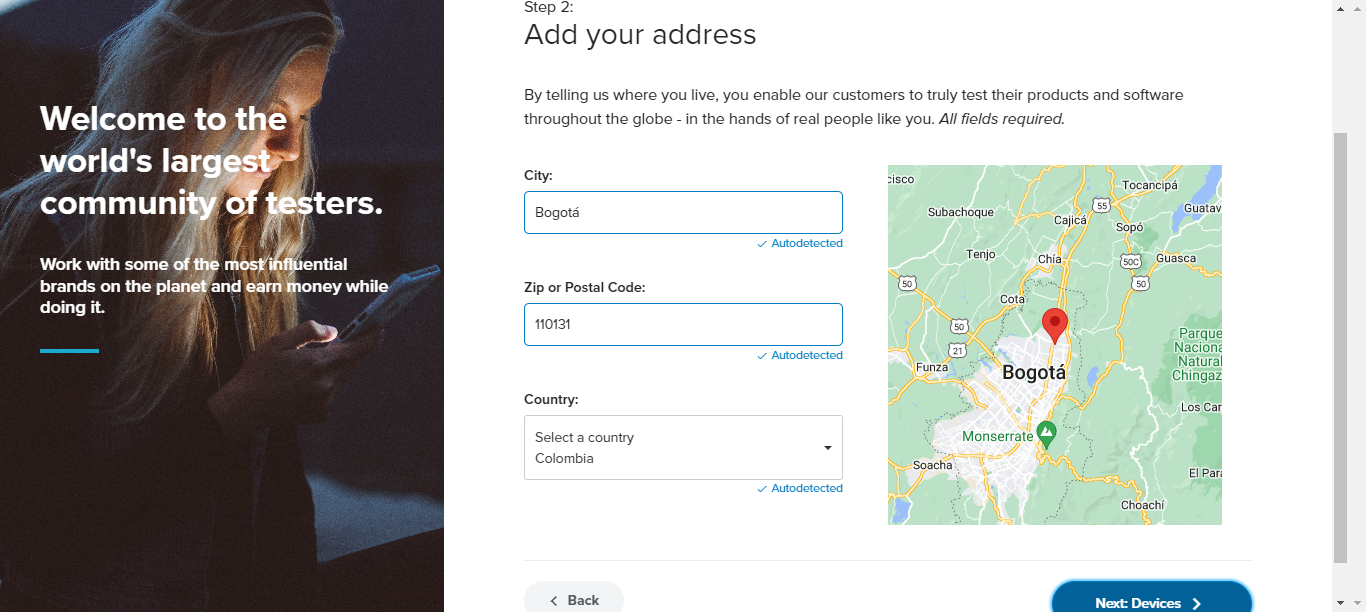 Welcome to the
world's largest
community of testers.
Work with some of the most influential
brands on the planet and earn money while
doing it.
Step 2:
Add your address
By telling us where you live, you enable our customers to truly test their products and software
throughout the globe - in the hands of real people like you. All fields required.
City:
Bogotá
Autodetected
Zip or Postal Code:
110131
Autodetected
Country:
Select a country
Colombia
Autodetected
cisco
Tocancipá
Subachoque
55
Guatav
Cajicá
Sopó
Tenjo
Chía
50C
Guasca
50
50
Cota
50
21
Parque
Naciona
Natural
Chingaz
Funza
Bogotá
Los Car
Monserrate
Soacha
El Para
Choachí
Back
Next: Devices